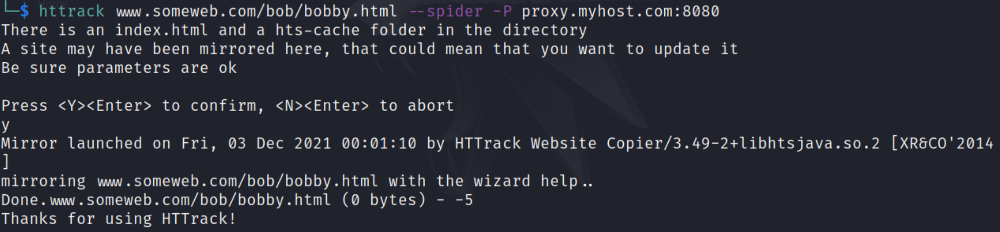 └─$ httrack www.someweb.com/bob/bobby.html --spider -P proxy.myhost.com:8080
There is an index.html and a hts-cache folder in the directory
A site may have been mirrored here, that could mean that you want to update it
Be sure parameters are ok
Press <Y><Enter> to confirm, <N><Enter> to abort
y
Mirror launched on Fri, 03 Dec 2021 00:01:10 by HTTrack Website Copier/3.49-2+libhtsjava.so.2 [XR&CO'2014
]
mirroring www.someweb.com/bob/bobby.html with the wizard help..
Done.www.someweb.com/bob/bobby.html (0 bytes) - -5
Thanks for using HTTrack!